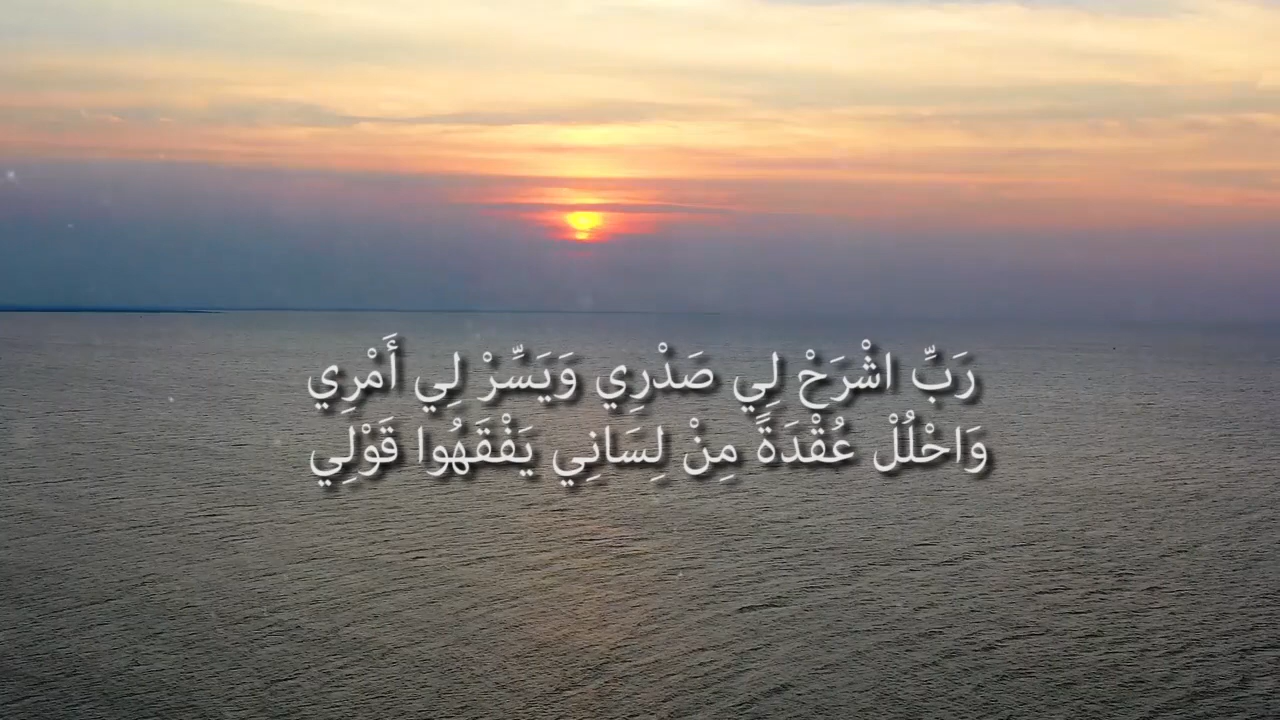 رَبِّ اشْرَحْ لِي صَدْرِي وَيَسِّرْ لِي أَمْرِي
وَاحْلُلْ عُقْدَةً مِنْ لِسَانِي يَفْقَهُوا قَوْلِي